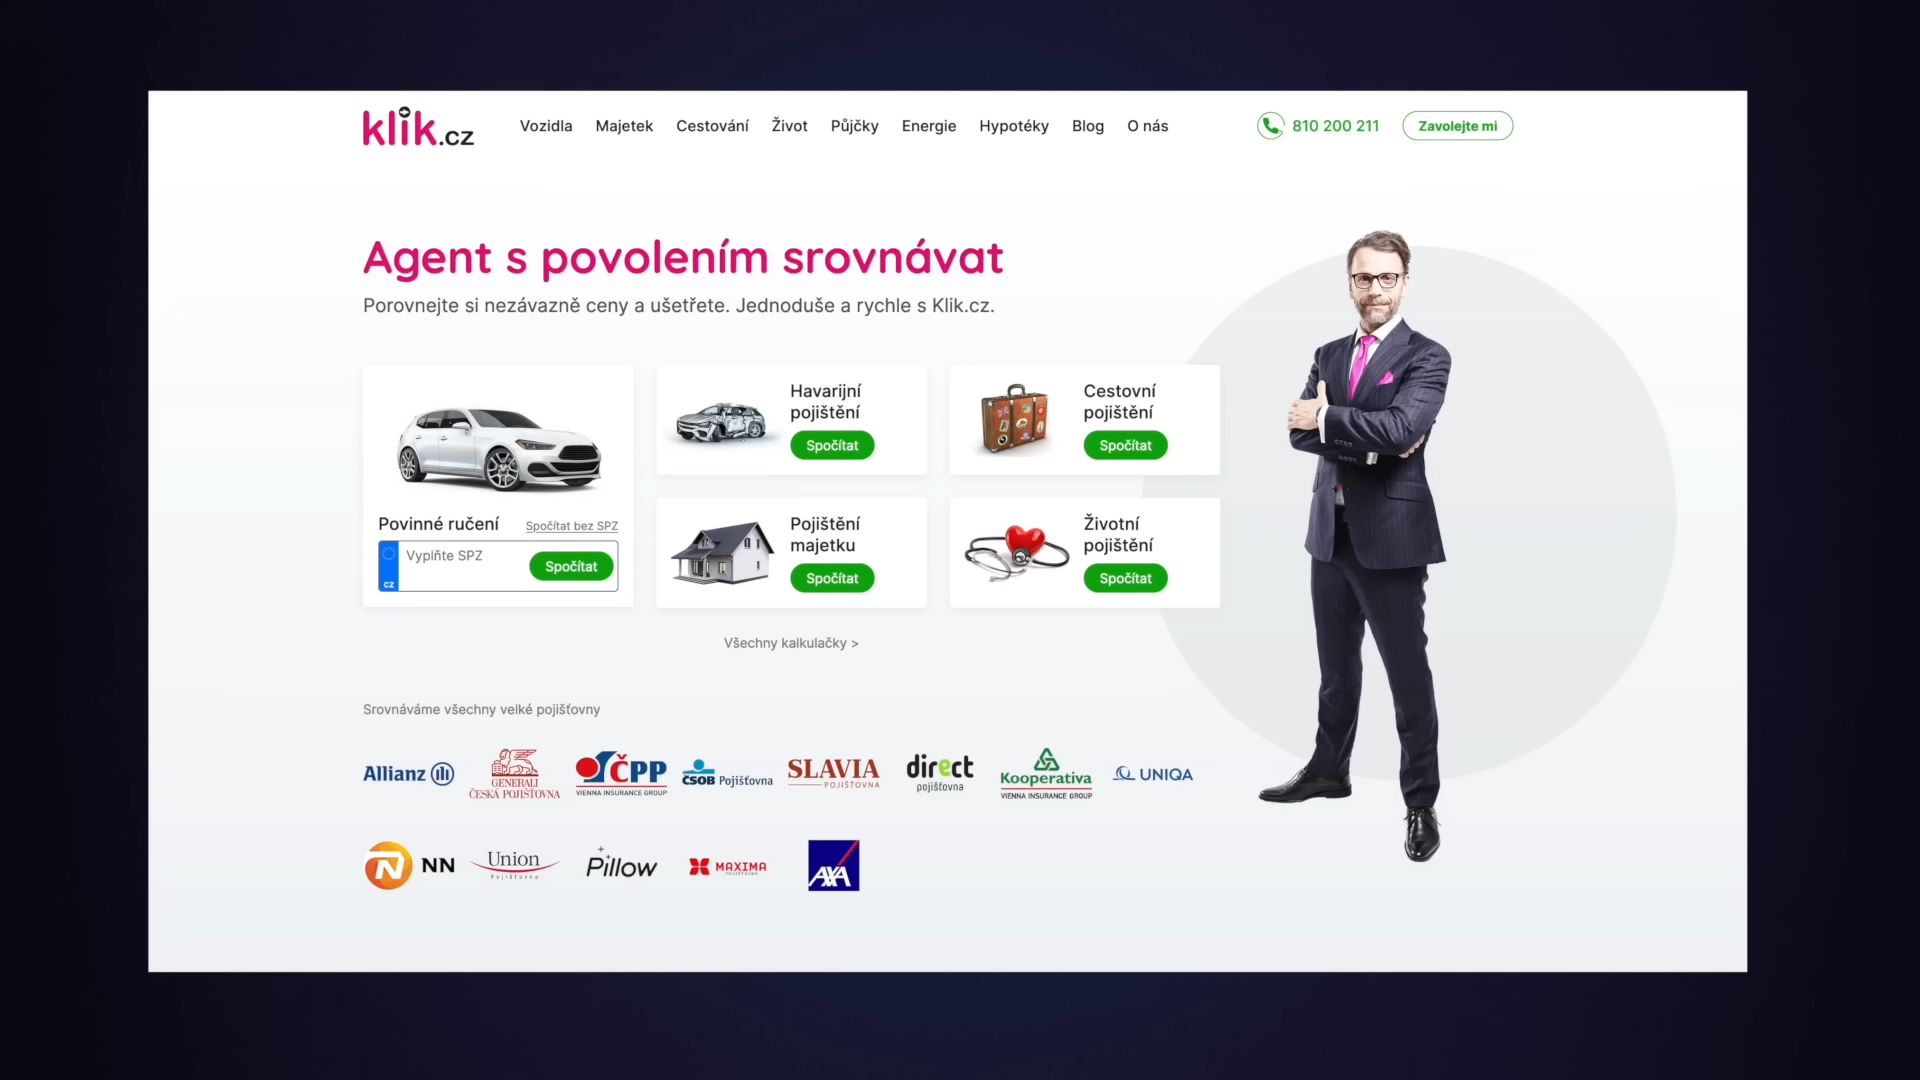 klik.cz
Vozidla Majetek Cestování Život Půjčky Energie Hypotéky Blog O nás
810 200 211
Zavolejte mi
Agent s povolením srovnávat
Porovnejte si nezávazně ceny a ušetřete. Jednoduše a rychle s Klik.cz.
Povinné ručení
Spočítat bez SPZ
CZ
Vyplňte SPZ
Spočítat
Havarijní
pojištění
Spočítat
Cestovní
pojištění
Spočítat
Pojištění
majetku
Spočítat
Životní
pojištění
Spočítat
Všechny kalkulačky >
Srovnáváme všechny velké pojišťovny
Allianz
GENERALI
ČESKÁ POJIŠŤOVNA
ČPP
VIENNA INSURANCE GROUP
ČSOB Pojišťovna
SLAVIA
POJIŠŤOVNA
direct
pojišťovna
Kooperativa
VIENNA INSURANCE GROUP
UNIQA
N NN
Union
Pojišťovna
Pillow
MAXIMA
POJIŠŤOVNA
AXA